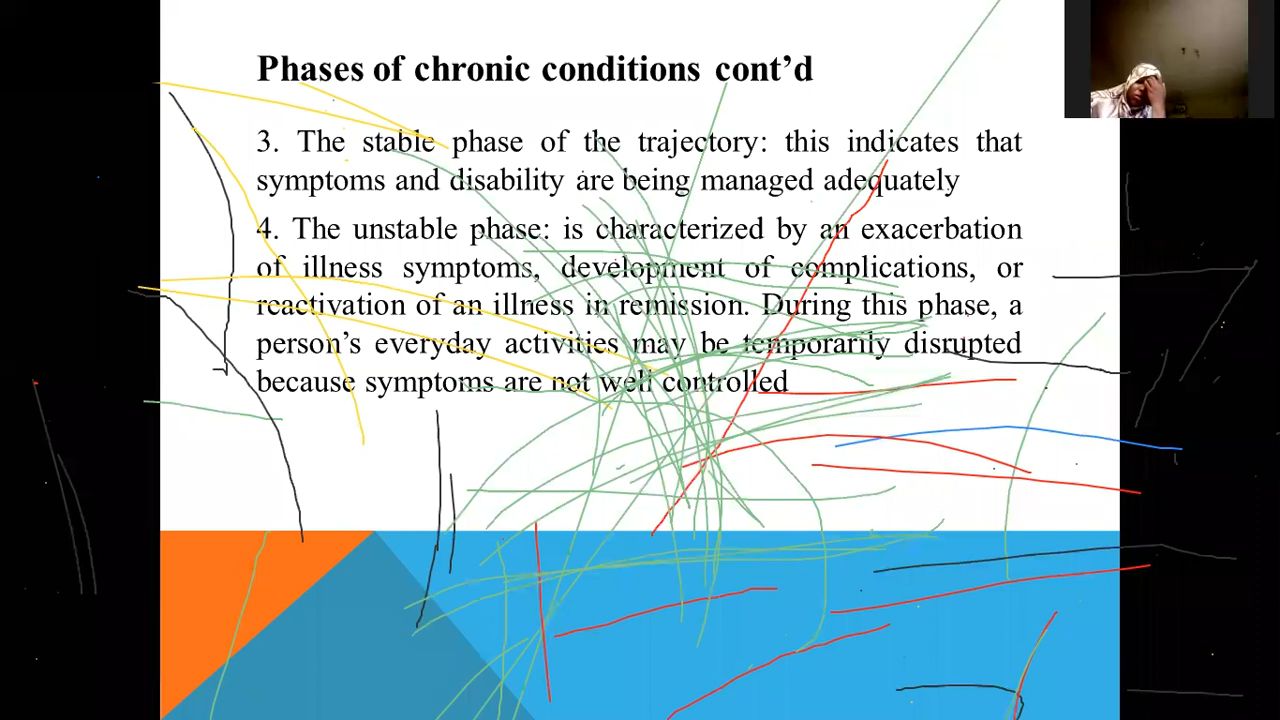 Phases of chronic conditions cont’d
3. The stable phase of the trajectory: this indicates that
symptoms and disability are being managed adequately
4. The unstable phase: is characterized by an exacerbation
of illness symptoms, development of complications, or
reactivation of an illness in remission. During this phase, a
person’s everyday activities may be temporarily disrupted
because symptoms are not well controlled